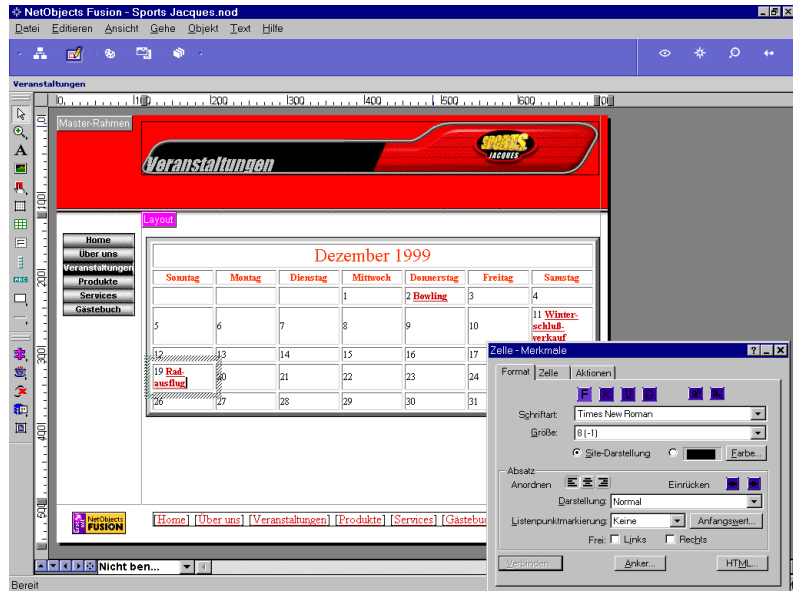 NetObjects Fusion - Sports Jacques.nod
Datei Editieren Ansicht Gehe Objekt Text Hilfe
Veranstaltungen
Master-Rahmen
SPORTS
JACQUES
Veranstaltungen
Layout
Home
Über uns
Veranstaltungen
Produkte
Services
Gästebuch
Dezember 1999
Sonntag Montag Dienstag Mittwoch Donnerstag Freitag Samstag
1 2 Bowling 3 4
5 6 7 8 9 10 11 Winter-
schluß-
verkauf
12 13 14 15 16 17
19 Rad-
ausflug 20 21 22 23 24
26 27 28 29 30 31
Zelle - Merkmale
Format Zelle Aktionen
F K U D
Schriftart: Times New Roman
Größe: 8 (-1)
Site-Darstellung Farbe...
Absatz
Anordnen Einrücken
Darstellung: Normal
Listenpunktmarkierung: Keine Anfangswert...
Frei: Links Rechts
Verbinden... Anker... HTML...
NetObjects
FUSION
[Home] [Über uns] [Veranstaltungen] [Produkte] [Services]
Nicht ben...
Bereit